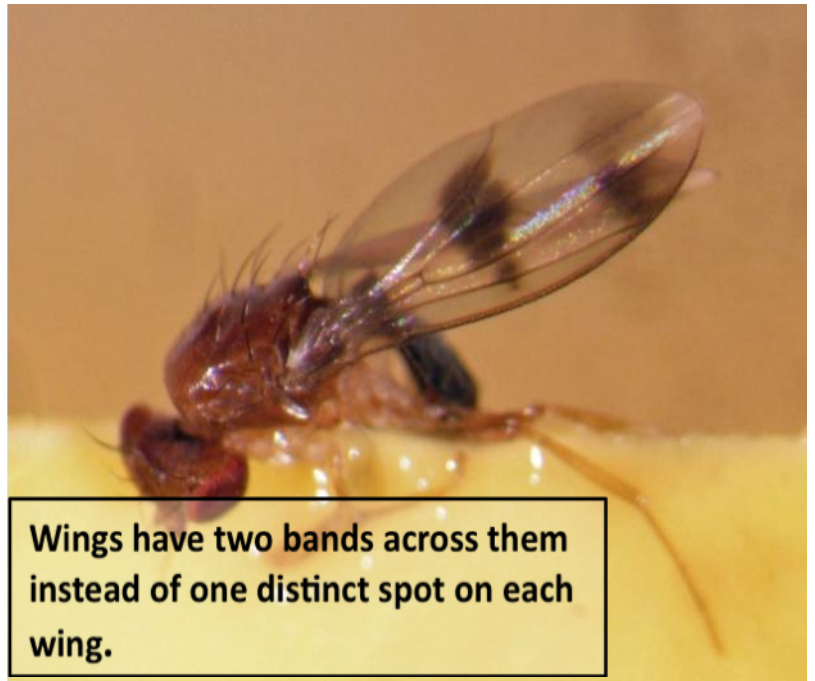 Wings have two bands across them
instead of one distinct spot on each
wing.